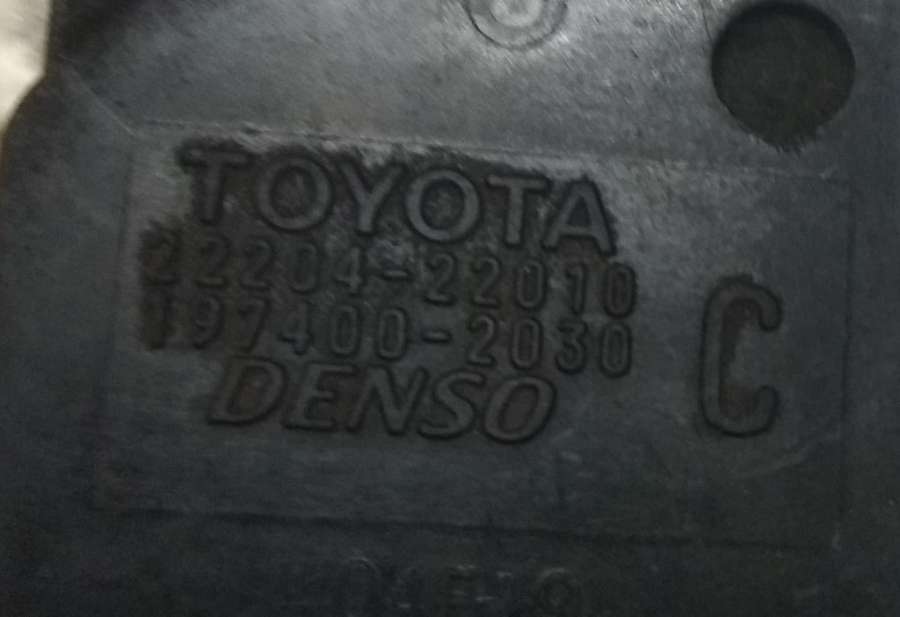 TOYOTA
22204-22010
197400-2030
DENSO
C